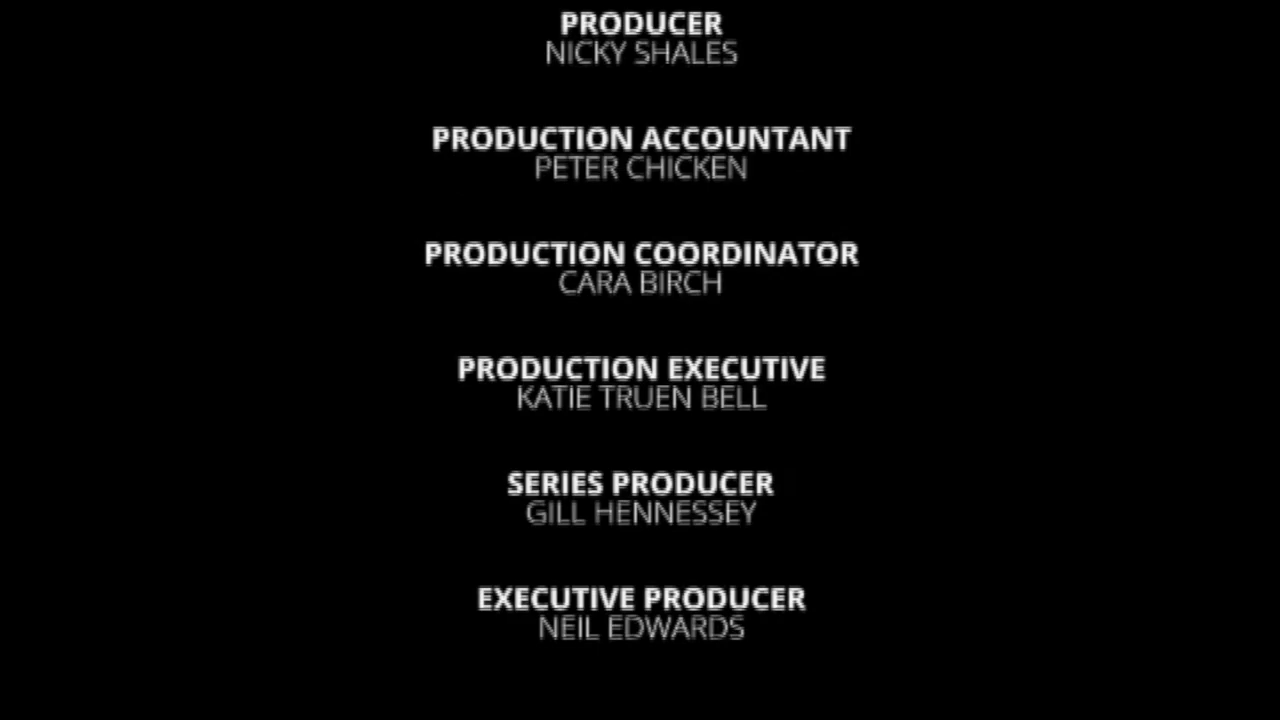 PRODUCER
NICKY SHALES
PRODUCTION ACCOUNTANT
PETER CHICKEN
PRODUCTION COORDINATOR
CARA BIRCH
PRODUCTION EXECUTIVE
KATIE TRUEN BELL
SERIES PRODUCER
GILL HENNESSEY
EXECUTIVE PRODUCER
NEIL EDWARDS